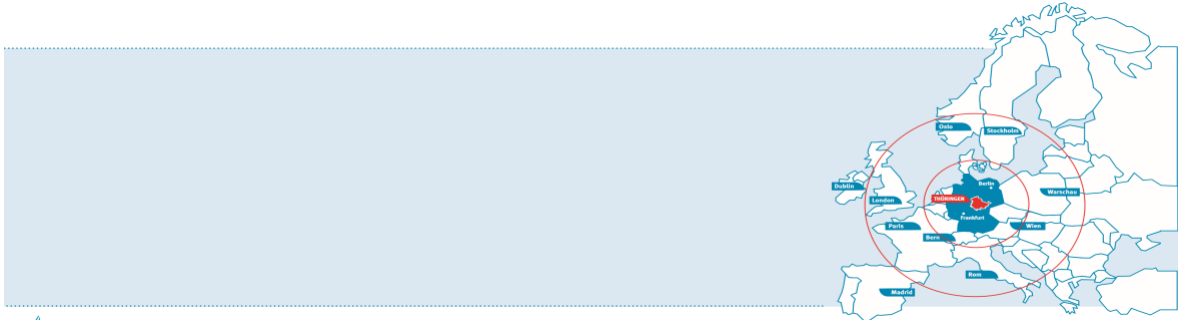 Oslo
Stockholm
Dublin
London
Berlin
Warschau
THÜRINGEN
Frankfurt
Paris
Wien
Bern
Rom
Madrid